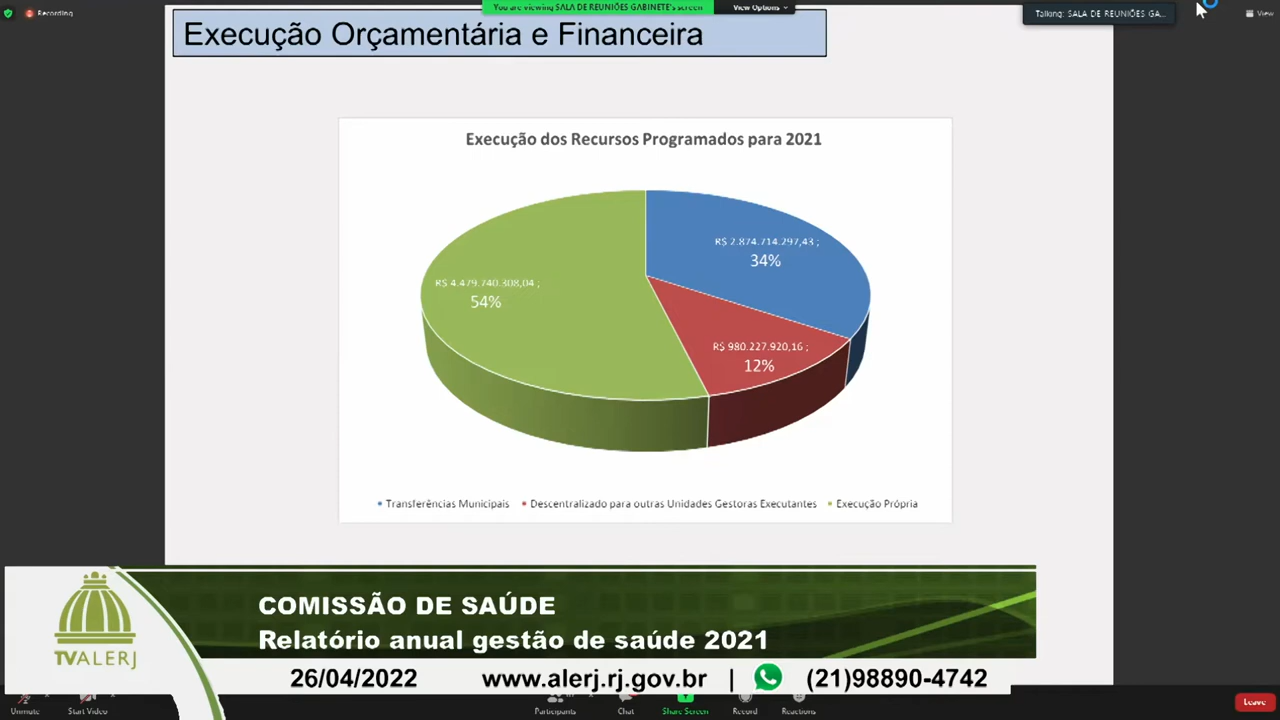 Recording
You are viewing SALA DE REUNIÕES GABINETE's screen
View Options
Talking: SALA DE REUNIÕES GA...
View
Execução Orçamentária e Financeira
Execução dos Recursos Programados para 2021
R$ 2.874.714.297,43 ;
34%
R$ 4.479.740.308,04 ;
54%
R$ 980.227.920,16 ;
12%
Transferências Municipais Descentralizado para outras Unidades Gestoras Executantes Execução Própria
COMISSÃO DE SAÚDE
Relatório anual gestão de saúde 2021
TVALERJ
26/04/2022 www.alerj.rj.gov.br | (21)98890-4742
Unmute Start Video Participants Chat Share Screen Record Reactions Leave